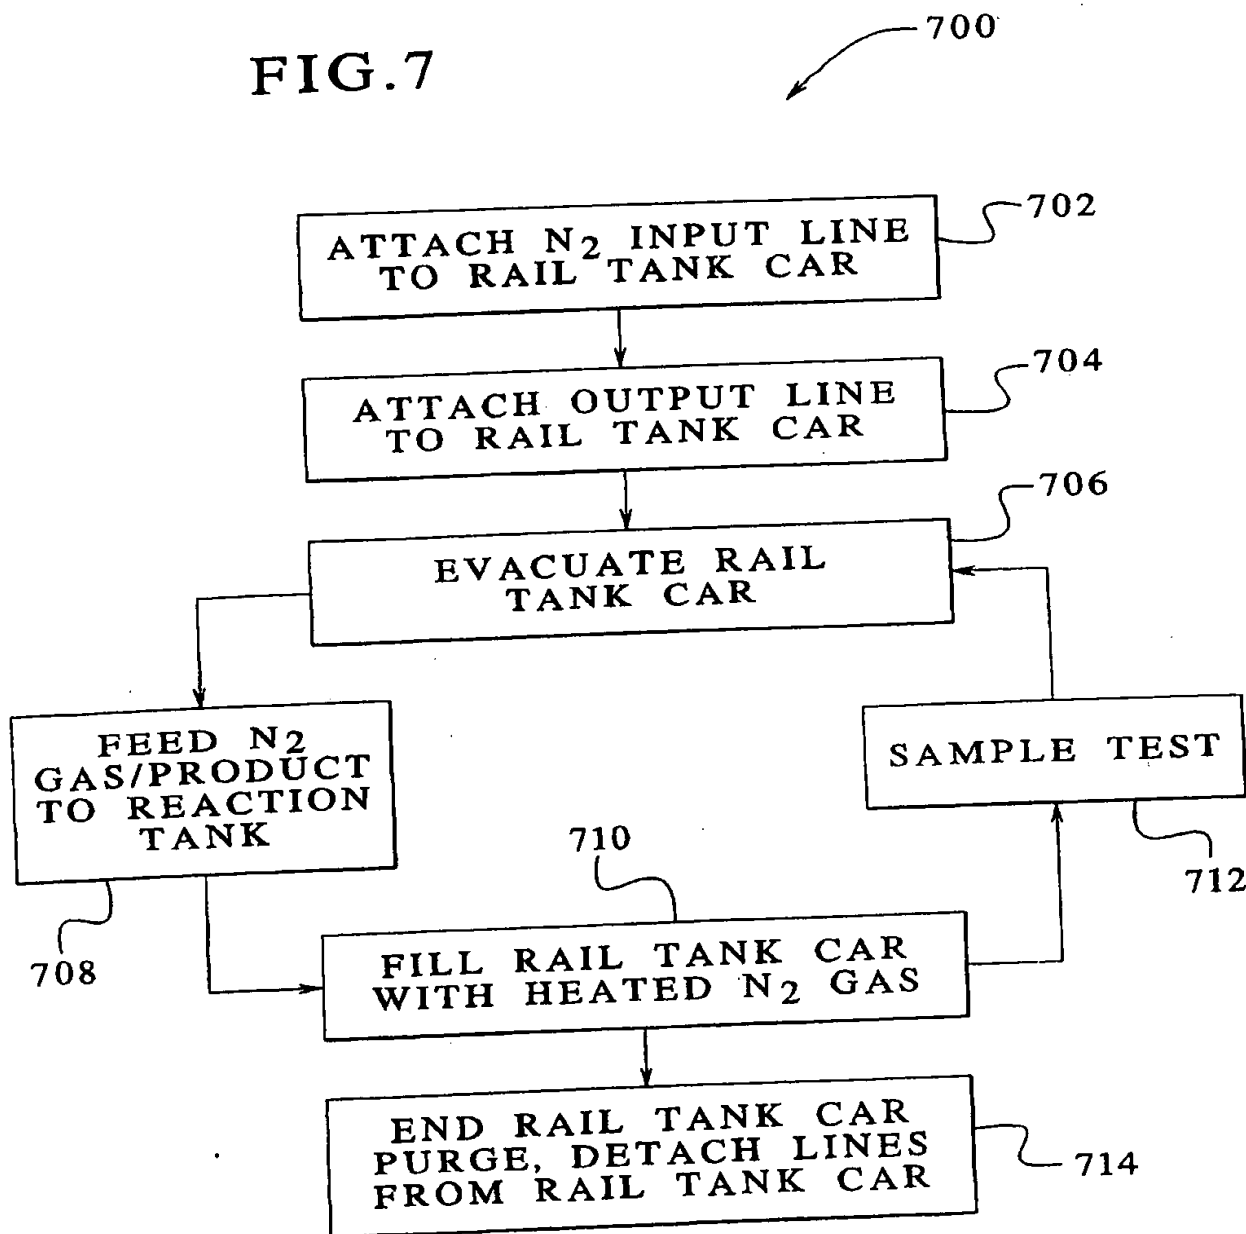 FIG.7
700
ATTACH N2 INPUT LINE
TO RAIL TANK CAR
702
ATTACH OUTPUT LINE
TO RAIL TANK CAR
704
EVACUATE RAIL
TANK CAR
706
FEED N2
GAS/PRODUCT
TO REACTION
TANK
708
SAMPLE TEST
712
710
FILL RAIL TANK CAR
WITH HEATED N2 GAS
END RAIL TANK CAR
PURGE, DETACH LINES
FROM RAIL TANK CAR
714